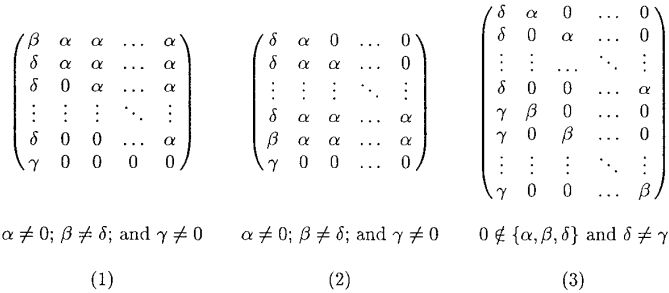 β α α … α
δ α α … α
δ 0 α … α
⋮ ⋮ ⋮ ⋱ ⋮
δ 0 0 … α
γ 0 0 0 0
α ≠ 0; β ≠ δ; and γ ≠ 0
(1)
δ α 0 … 0
δ α α … 0
⋮ ⋮ ⋮ ⋱ ⋮
δ α α … α
β α α … α
γ 0 0 … 0
α ≠ 0; β ≠ δ; and γ ≠ 0
(2)
δ α 0 … 0
δ 0 α … 0
⋮ ⋮ … ⋱ ⋮
δ 0 0 … α
γ β 0 … 0
γ 0 β … 0
⋮ ⋮ ⋮ ⋱ ⋮
γ 0 0 … β
0 ∉ {α, β, δ} and δ ≠ γ
(3)